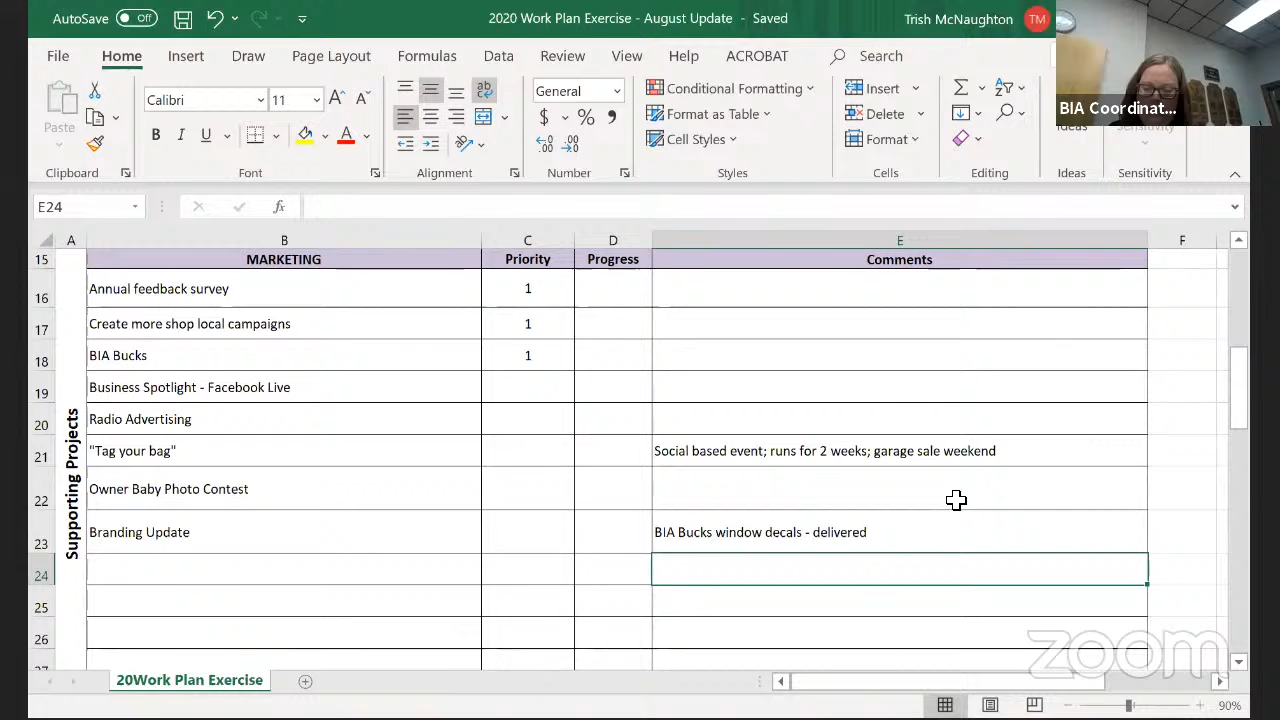 AutoSave Off 2020 Work Plan Exercise - August Update - Saved Trish McNaughton TM
File Home Insert Draw Page Layout Formulas Data Review View Help ACROBAT Search
BIA Coordinat...
Paste
Calibri 11
B I U
General
$ % ,
Conditional Formatting
Format as Table
Cell Styles
Insert
Delete
Format
Ideas
Clipboard Font Alignment Number Styles Cells Editing Ideas Sensitivity
E24 fx
A B C D E F
15 MARKETING Priority Progress Comments
16 Annual feedback survey 1
17 Create more shop local campaigns 1
18 BIA Bucks 1
19 Business Spotlight - Facebook Live
20 Radio Advertising
21 "Tag your bag" Social based event; runs for 2 weeks; garage sale weekend
22 Owner Baby Photo Contest
23 Branding Update BIA Bucks window decals - delivered
24
25
26
27
Supporting Projects
zoom
20Work Plan Exercise
90%